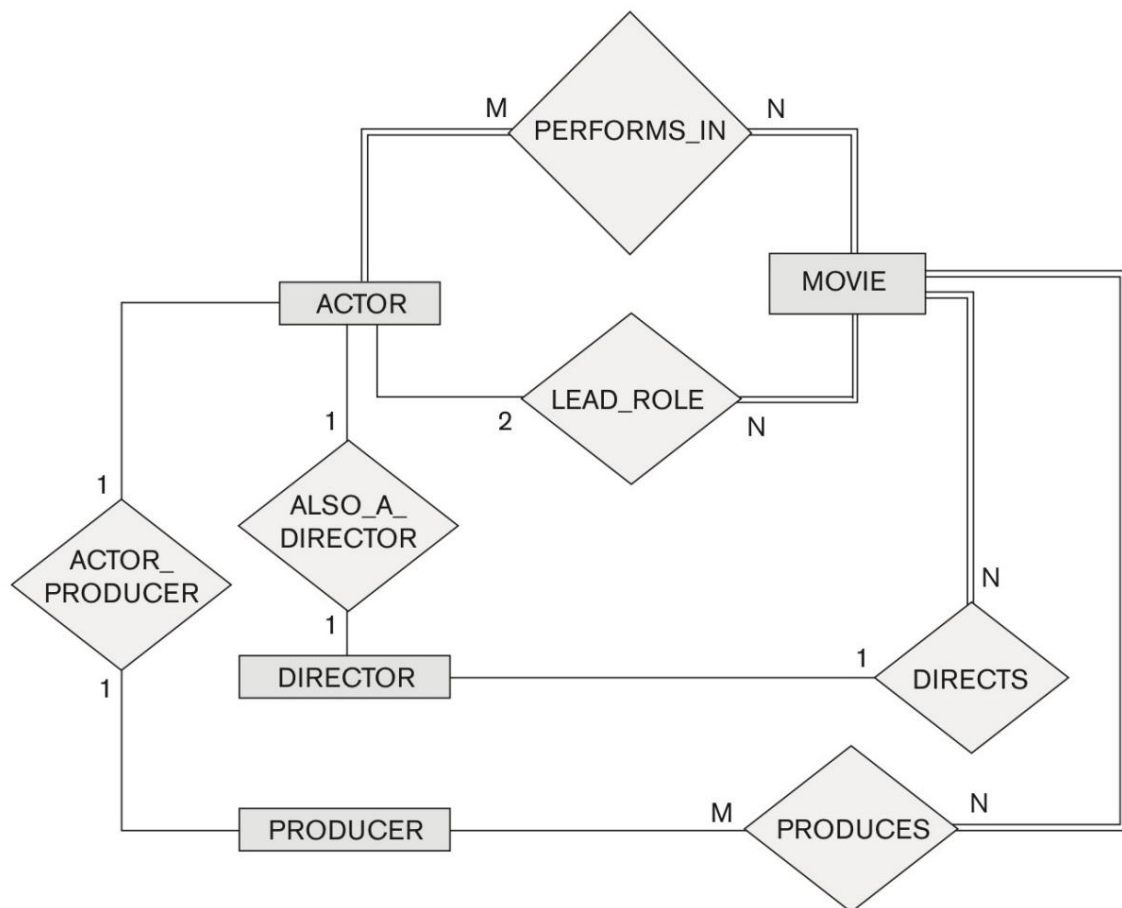 M
N
PERFORMS_IN
MOVIE
ACTOR
LEAD_ROLE
2
N
1
1
ALSO_A_
DIRECTOR
ACTOR_
PRODUCER
N
1
1
1
DIRECTOR
DIRECTS
M
N
PRODUCER
PRODUCES